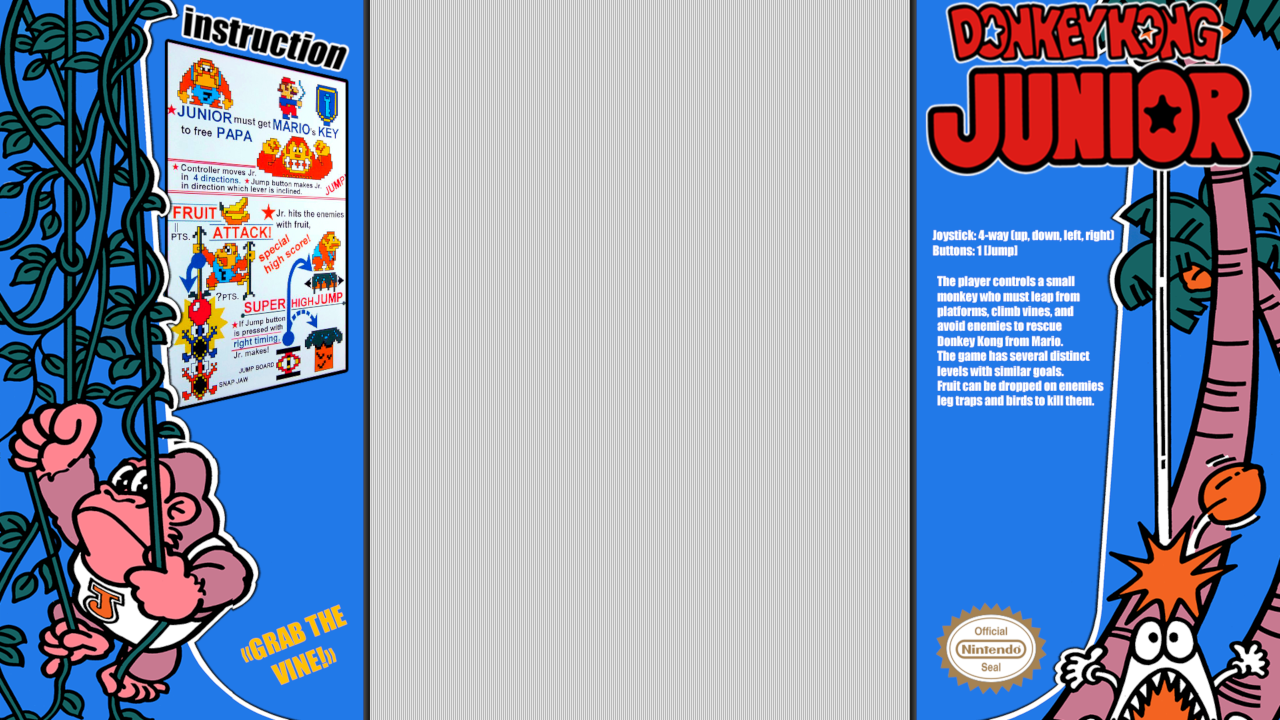 instruction
★JUNIOR must get MARIO's KEY
to free PAPA
★ Controller moves Jr.
in 4 directions. ★Jump button makes Jr. JUMP
in direction which lever is inclined.
FRUIT
ATTACK!
★ Jr. hits the enemies
with fruit,
special
high score!
PTS.
?PTS.
SUPER HIGH JUMP
★If Jump button
is pressed with
right timing,
Jr. makes!
JUMP BOARD
SNAP JAW
J
«GRAB THE
VINE!»
DONKEY KONG
JUNIOR
Joystick: 4-way (up, down, left, right)
Buttons: 1 [Jump]
The player controls a small
monkey who must leap from
platforms, climb vines, and
avoid enemies to rescue
Donkey Kong from Mario.
The game has several distinct
levels with similar goals.
Fruit can be dropped on enemies
leg traps and birds to kill them.
Official
Nintendo
Seal